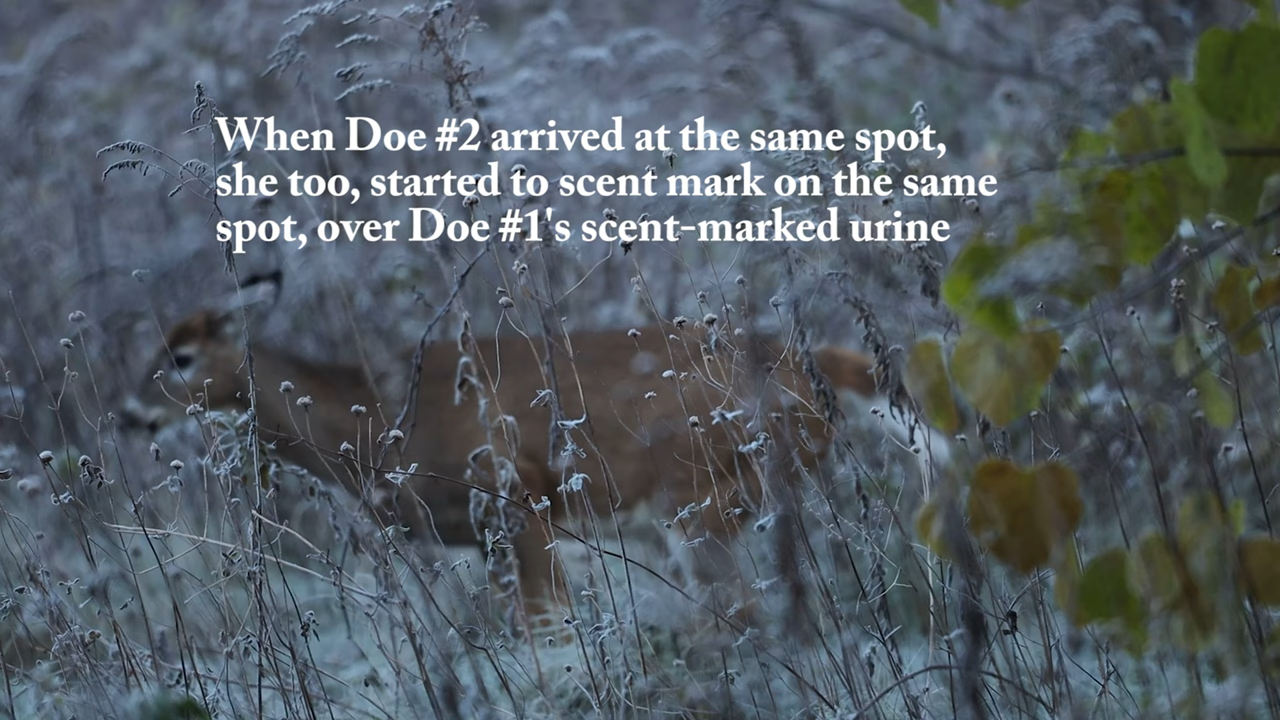 When Doe #2 arrived at the same spot,
she too, started to scent mark on the same
spot, over Doe #1's scent-marked urine